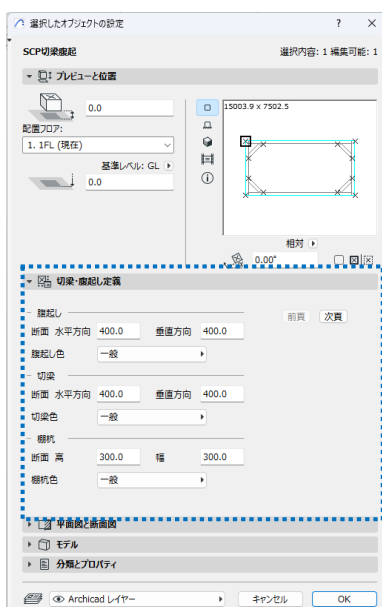 選択したオブジェクトの設定 ? ×
SCP切梁腹起 選択内容: 1 編集可能: 1
プレビューと位置
0.0
配置フロア:
1. 1FL (現在)
基準レベル: GL
0.0
15003.9 x 7502.5
相対
0.00°
切梁・腹起し定義
腹起し 前頁 次頁
断面 水平方向 400.0 垂直方向 400.0
腹起し色 一般
切梁
断面 水平方向 400.0 垂直方向 400.0
切梁色 一般
棚杭
断面 高 300.0 幅 300.0
棚杭色 一般
平面図と断面図
モデル
分類とプロパティ
Archicad レイヤー キャンセル OK